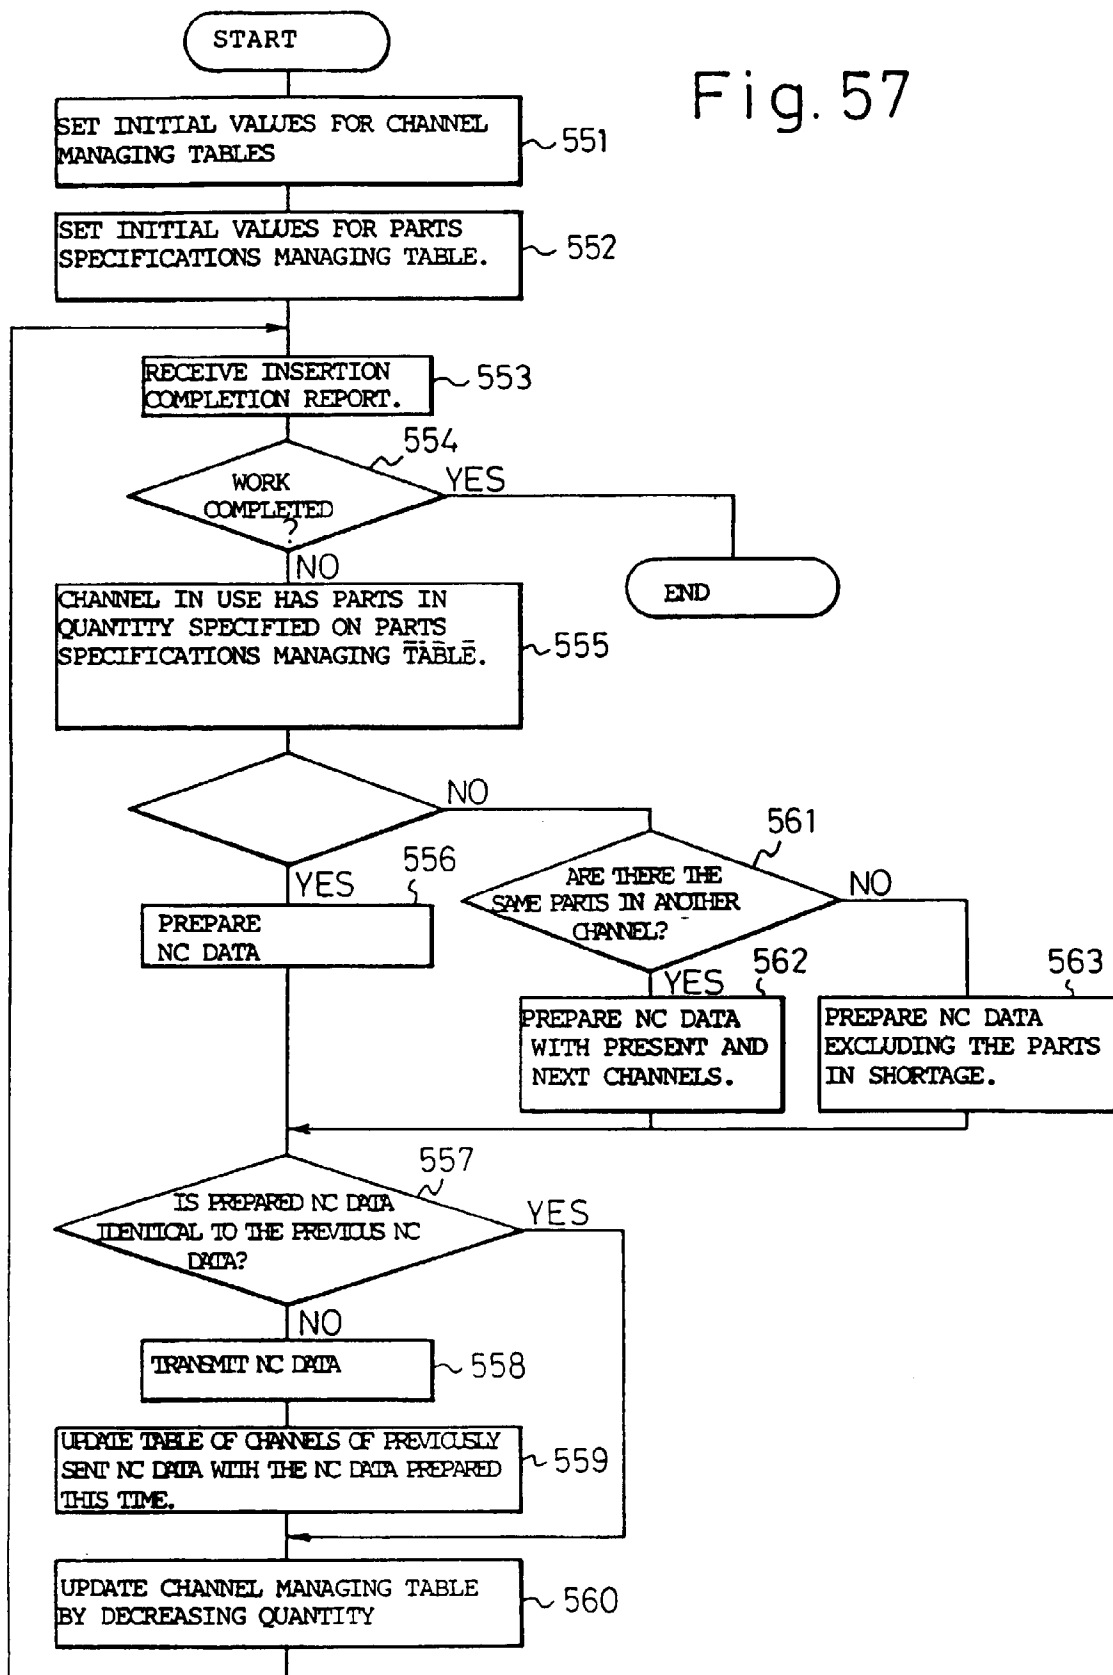 START
Fig. 57
SET INITIAL VALUES FOR CHANNEL
MANAGING TABLES
551
SET INITIAL VALUES FOR PARTS
SPECIFICATIONS MANAGING TABLE.
552
RECEIVE INSERTION
COMPLETION REPORT.
553
554
WORK
COMPLETED
?
YES
NO
END
CHANNEL IN USE HAS PARTS IN
QUANTITY SPECIFIED ON PARTS
SPECIFICATIONS MANAGING TABLE.
555
NO
YES
556
PREPARE
NC DATA
561
ARE THERE THE
SAME PARTS IN ANOTHER
CHANNEL?
NO
YES
562
PREPARE NC DATA
WITH PRESENT AND
NEXT CHANNELS.
563
PREPARE NC DATA
EXCLUDING THE PARTS
IN SHORTAGE.
557
IS PREPARED NC DATA
IDENTICAL TO THE PREVIOUS NC
DATA?
YES
NO
TRANSMIT NC DATA
558
UPDATE TABLE OF CHANNELS OF PREVIOUSLY
SENT NC DATA WITH THE NC DATA PREPARED
THIS TIME.
559
UPDATE CHANNEL MANAGING TABLE
BY DECREASING QUANTITY
560